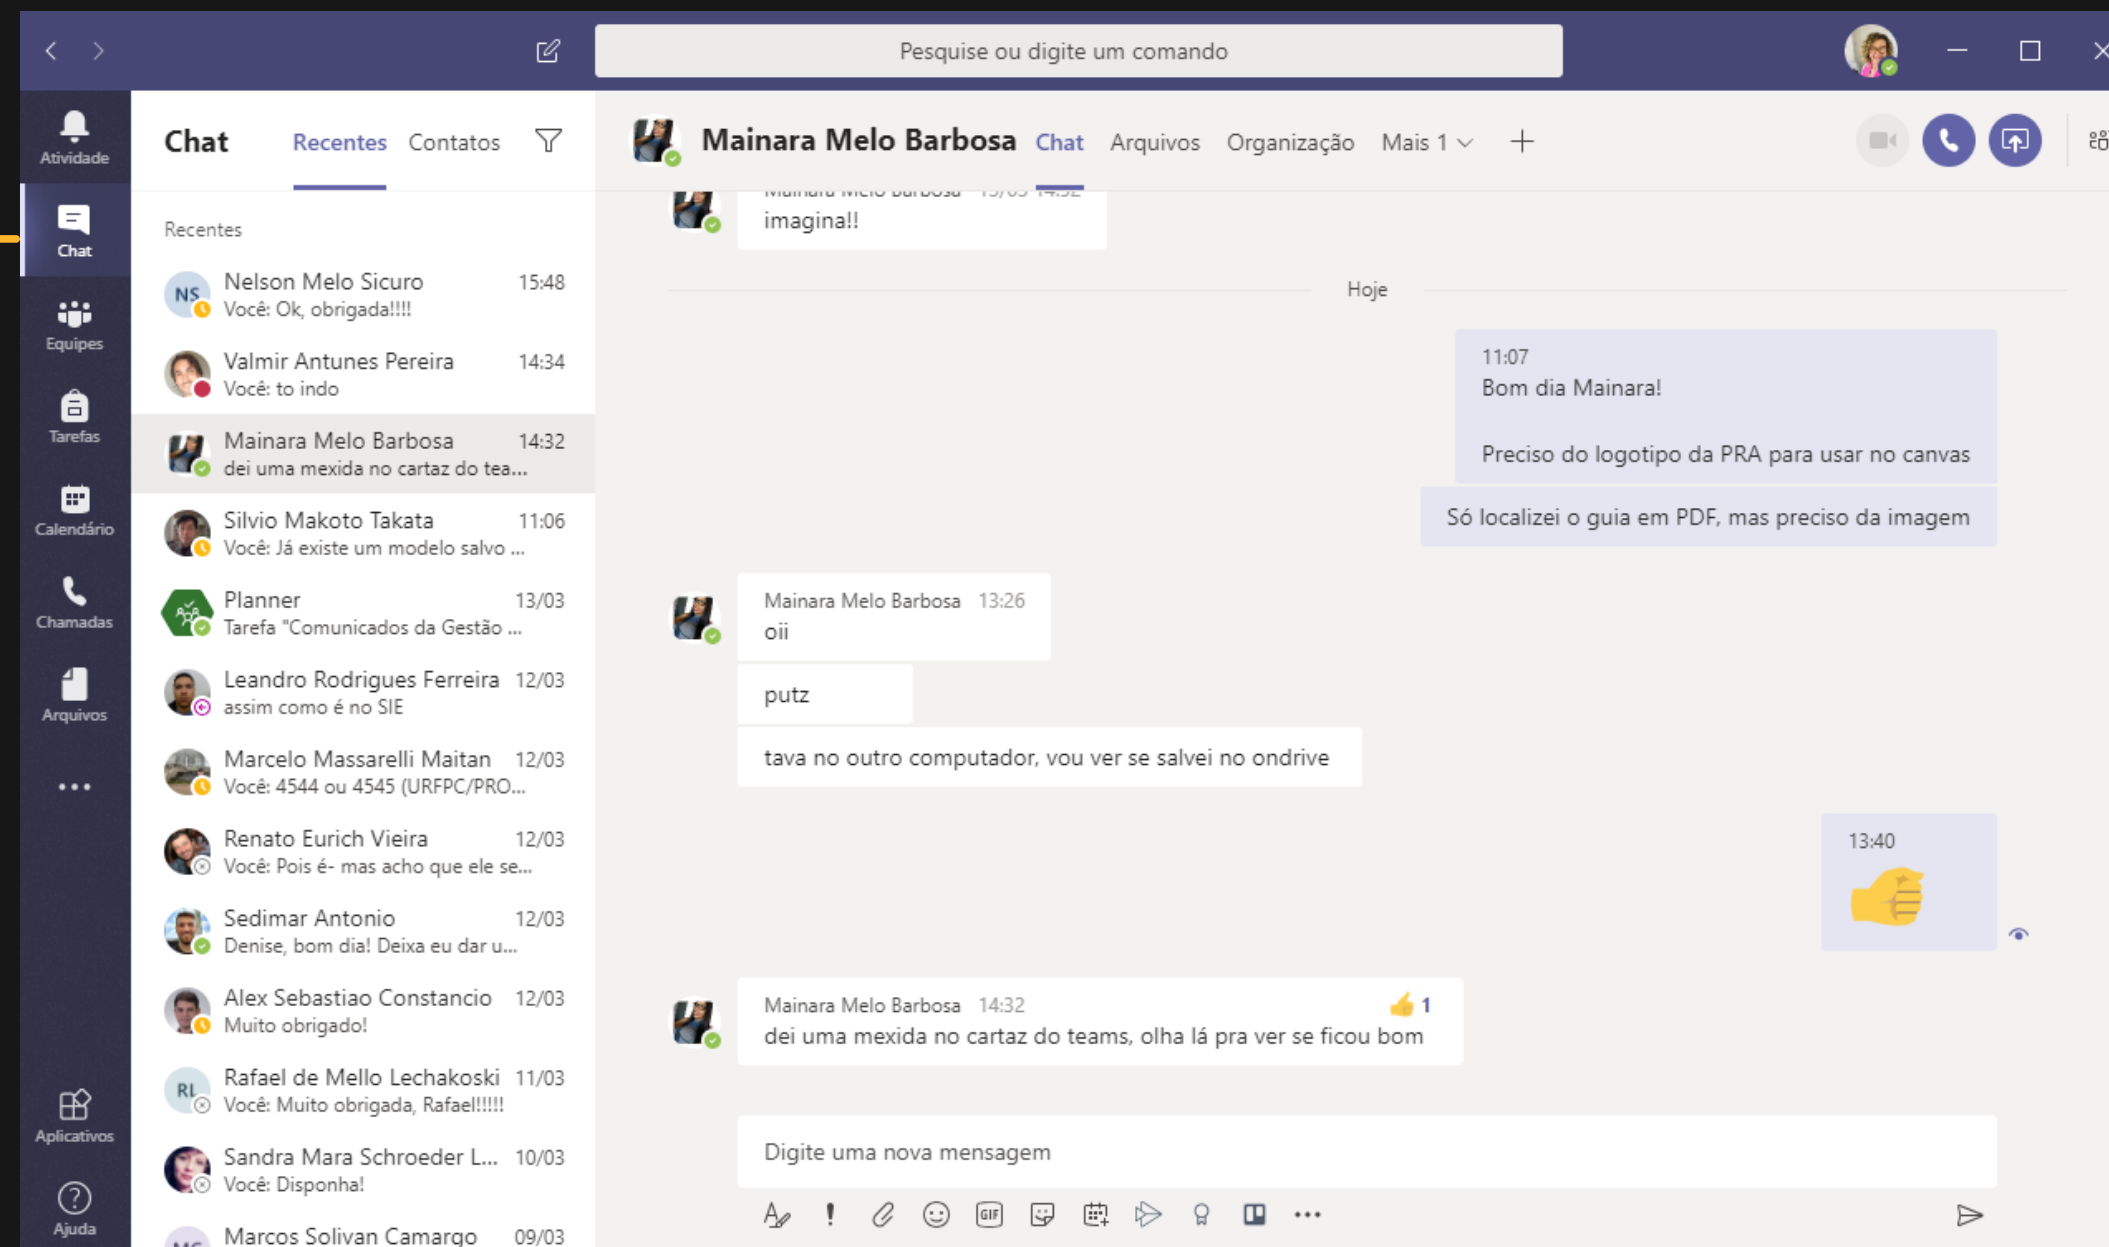 Pesquise ou digite um comando
Atividade
Chat
Equipes
Tarefas
Calendário
Chamadas
Arquivos
Aplicativos
Ajuda
Chat Recentes Contatos
Recentes
NS
Nelson Melo Sicuro 15:48
Você: Ok, obrigada!!!!
Valmir Antunes Pereira 14:34
Você: to indo
Mainara Melo Barbosa 14:32
dei uma mexida no cartaz do tea...
Silvio Makoto Takata 11:06
Você: Já existe um modelo salvo ...
Planner 13/03
Tarefa "Comunicados da Gestão ...
Leandro Rodrigues Ferreira 12/03
assim como é no SIE
Marcelo Massarelli Maitan 12/03
Você: 4544 ou 4545 (URFPC/PRO...
Renato Eurich Vieira 12/03
Você: Pois é- mas acho que ele se...
Sedimar Antonio 12/03
Denise, bom dia! Deixa eu dar u...
Alex Sebastiao Constancio 12/03
Muito obrigado!
RL
Rafael de Mello Lechakoski 11/03
Você: Muito obrigada, Rafael!!!!!
Sandra Mara Schroeder L... 10/03
Você: Disponha!
Marcos Solivan Camargo 09/03
Mainara Melo Barbosa Chat Arquivos Organização Mais 1
Mainara Melo Barbosa 14:32
imagina!!
Hoje
11:07
Bom dia Mainara!
Preciso do logotipo da PRA para usar no canvas
Só localizei o guia em PDF, mas preciso da imagem
Mainara Melo Barbosa 13:26
oii
putz
tava no outro computador, vou ver se salvei no ondrive
13:40
Mainara Melo Barbosa 14:32 1
dei uma mexida no cartaz do teams, olha lá pra ver se ficou bom
Digite uma nova mensagem
GIF